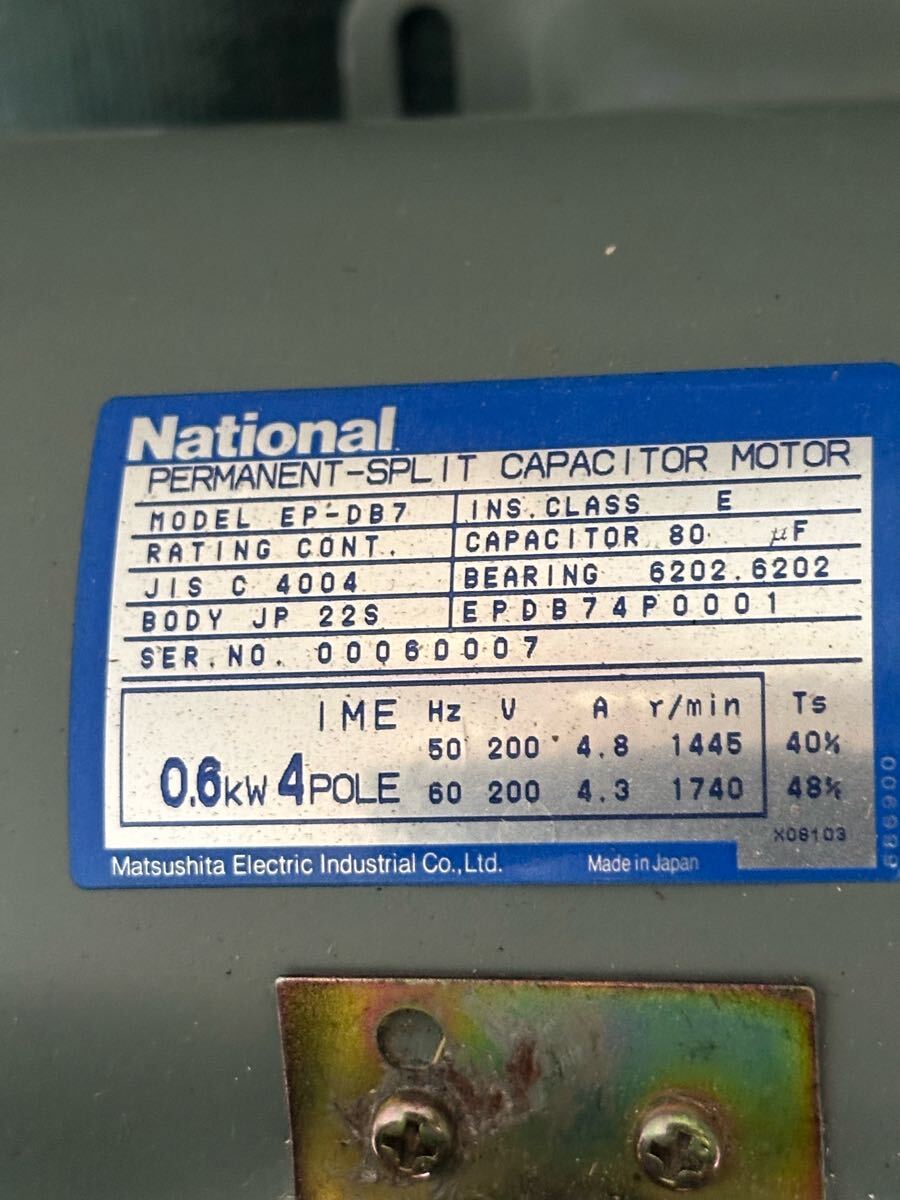 National
PERMANENT-SPLIT CAPACITOR MOTOR
MODEL EP-DB7 INS.CLASS E
RATING CONT. CAPACITOR 80 μF
JIS C 4004 BEARING 6202.6202
BODY JP 22S EPDB74P0001
SER.NO. 00060007
IME Hz V A r/min Ts
50 200 4.8 1445 40%
0.6kW 4POLE 60 200 4.3 1740 48%
X08103
Matsushita Electric Industrial Co.,Ltd. Made in Japan